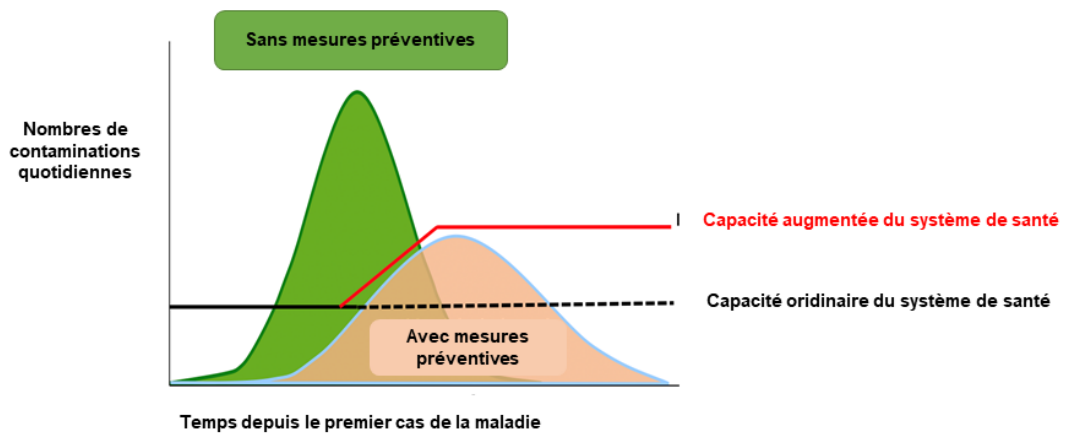 Sans mesures préventives
Nombres de
contaminations
quotidiennes
Capacité augmentée du système de santé
Capacité oridinaire du système de santé
Avec mesures
préventives
Temps depuis le premier cas de la maladie